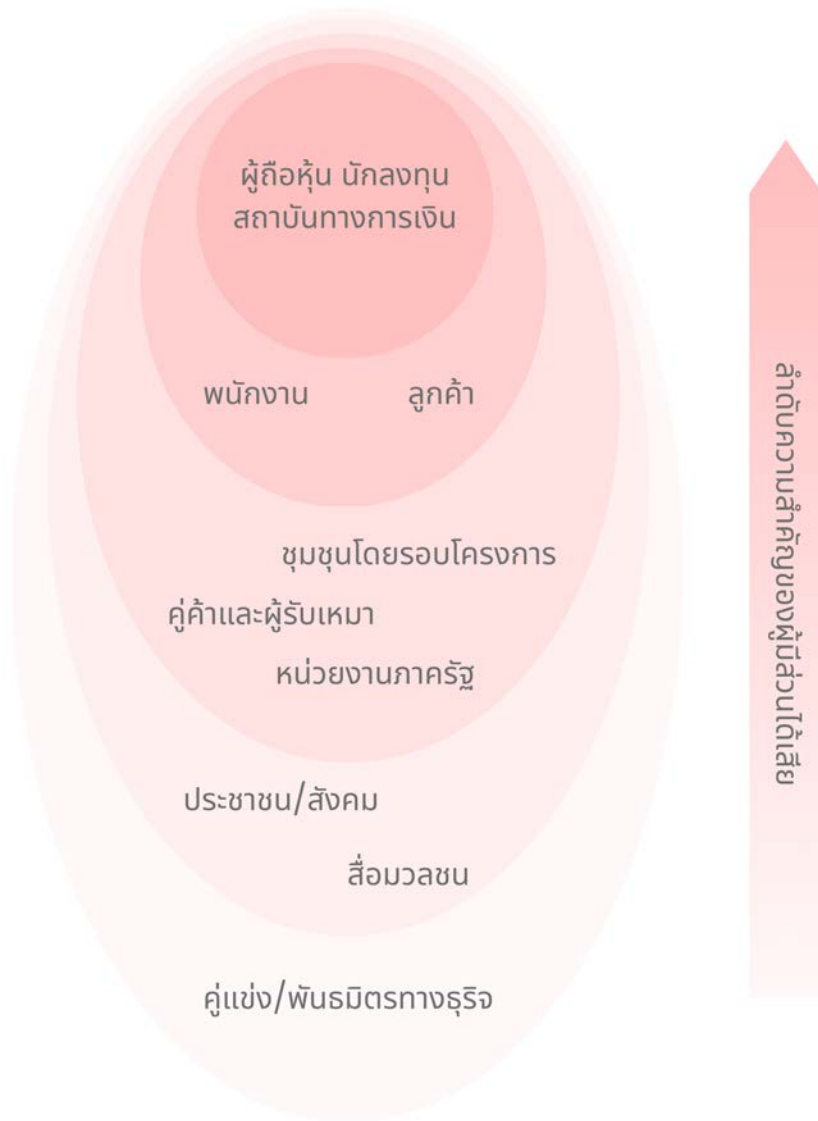 ผู้ถือหุ้น นักลงทุน
สถาบันทางการเงิน
พนักงาน
ลูกค้า
ชุมชุนโดยรอบโครงการ
คู่ค้าและผู้รับเหมา
หน่วยงานภาครัฐ
ประชาชน/สังคม
สื่อมวลชน
คู่แข่ง/พันธมิตรทางธุริจ
ลำดับความสำคัญของผู้มีส่วนได้เสีย